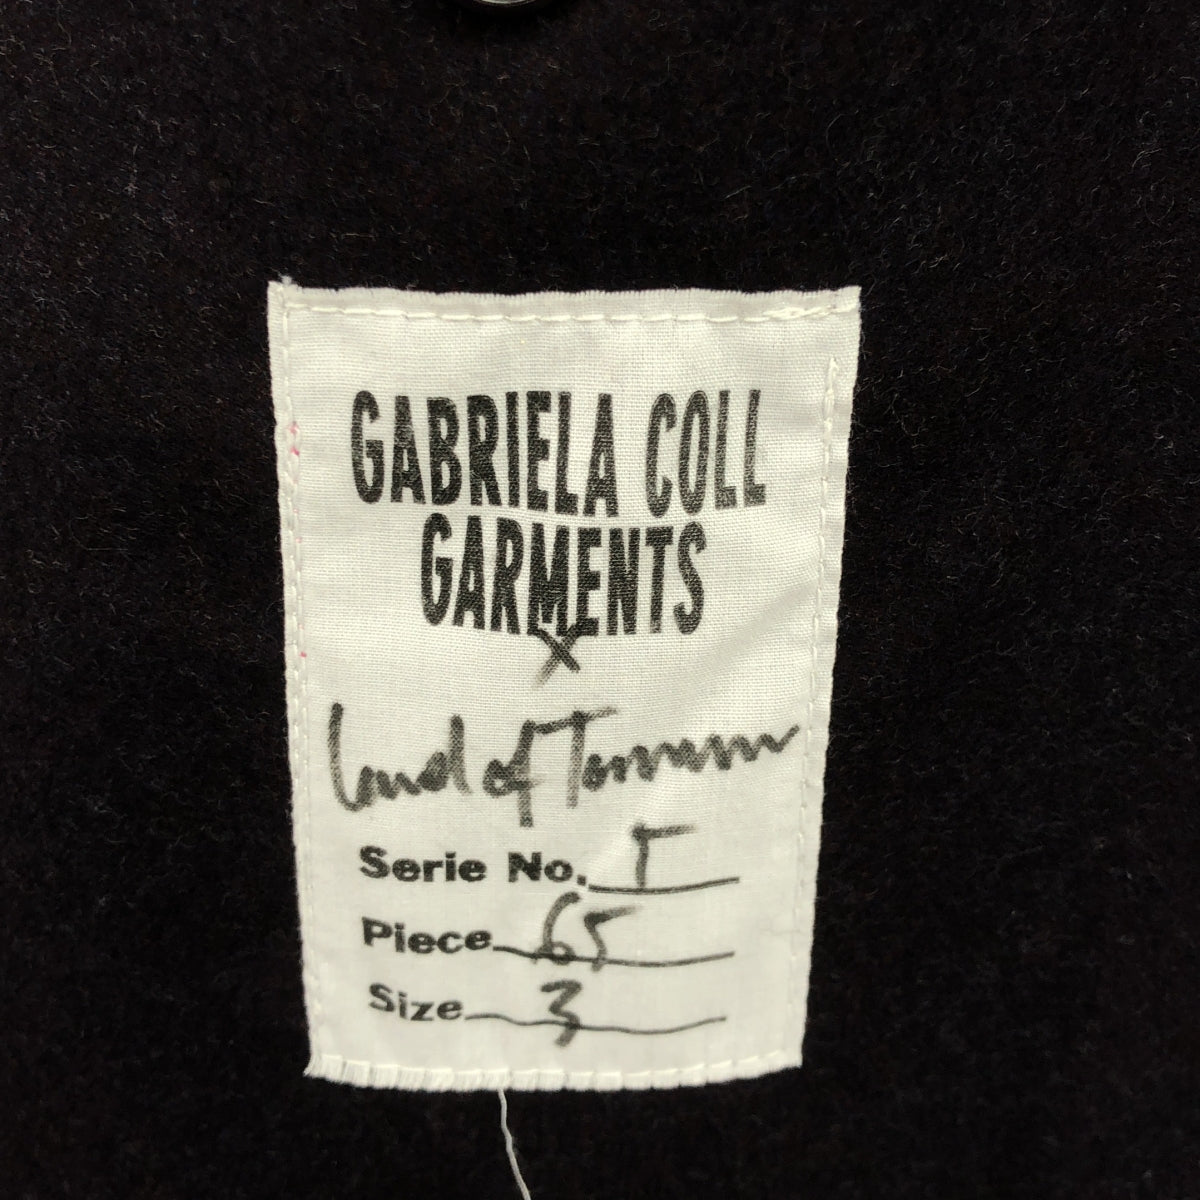 GABRIELA COLL
GARMENTS
X
Land of Tomorrow
Serie No. T
Piece 65
Size 3